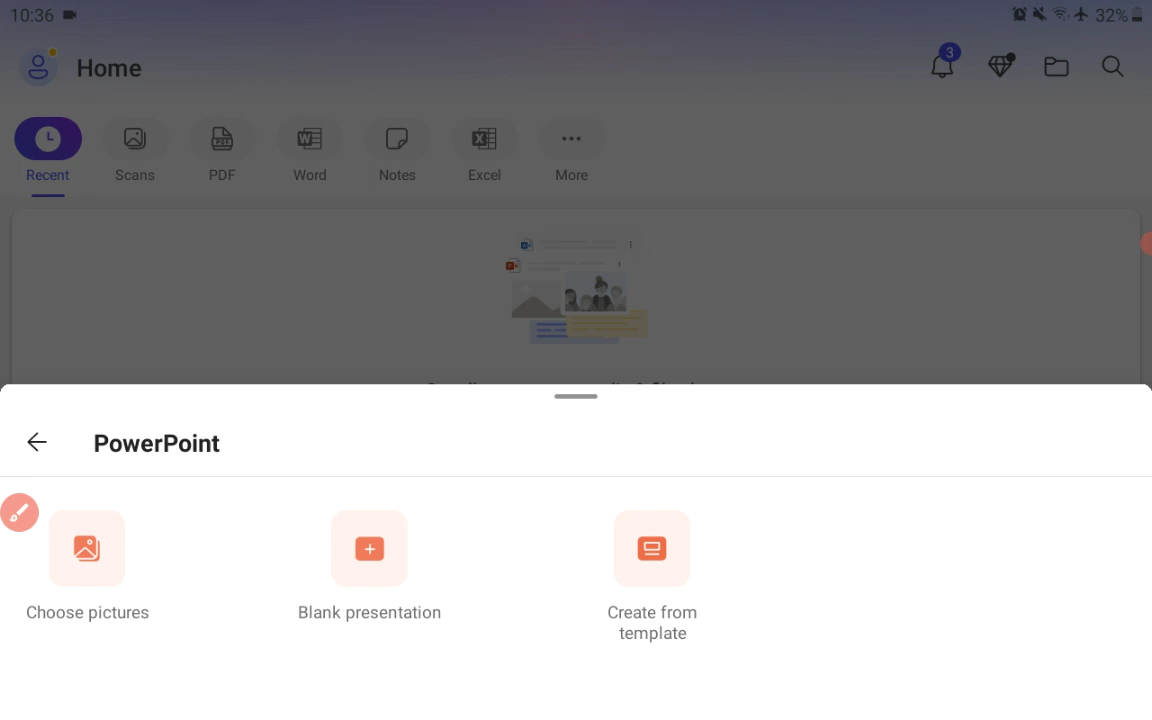 10:36
32%
Home
3
Recent
Scans
PDF
PDF
Word
W
Notes
Excel
X
More
W
P
PowerPoint
Choose pictures
Blank presentation
Create from
template